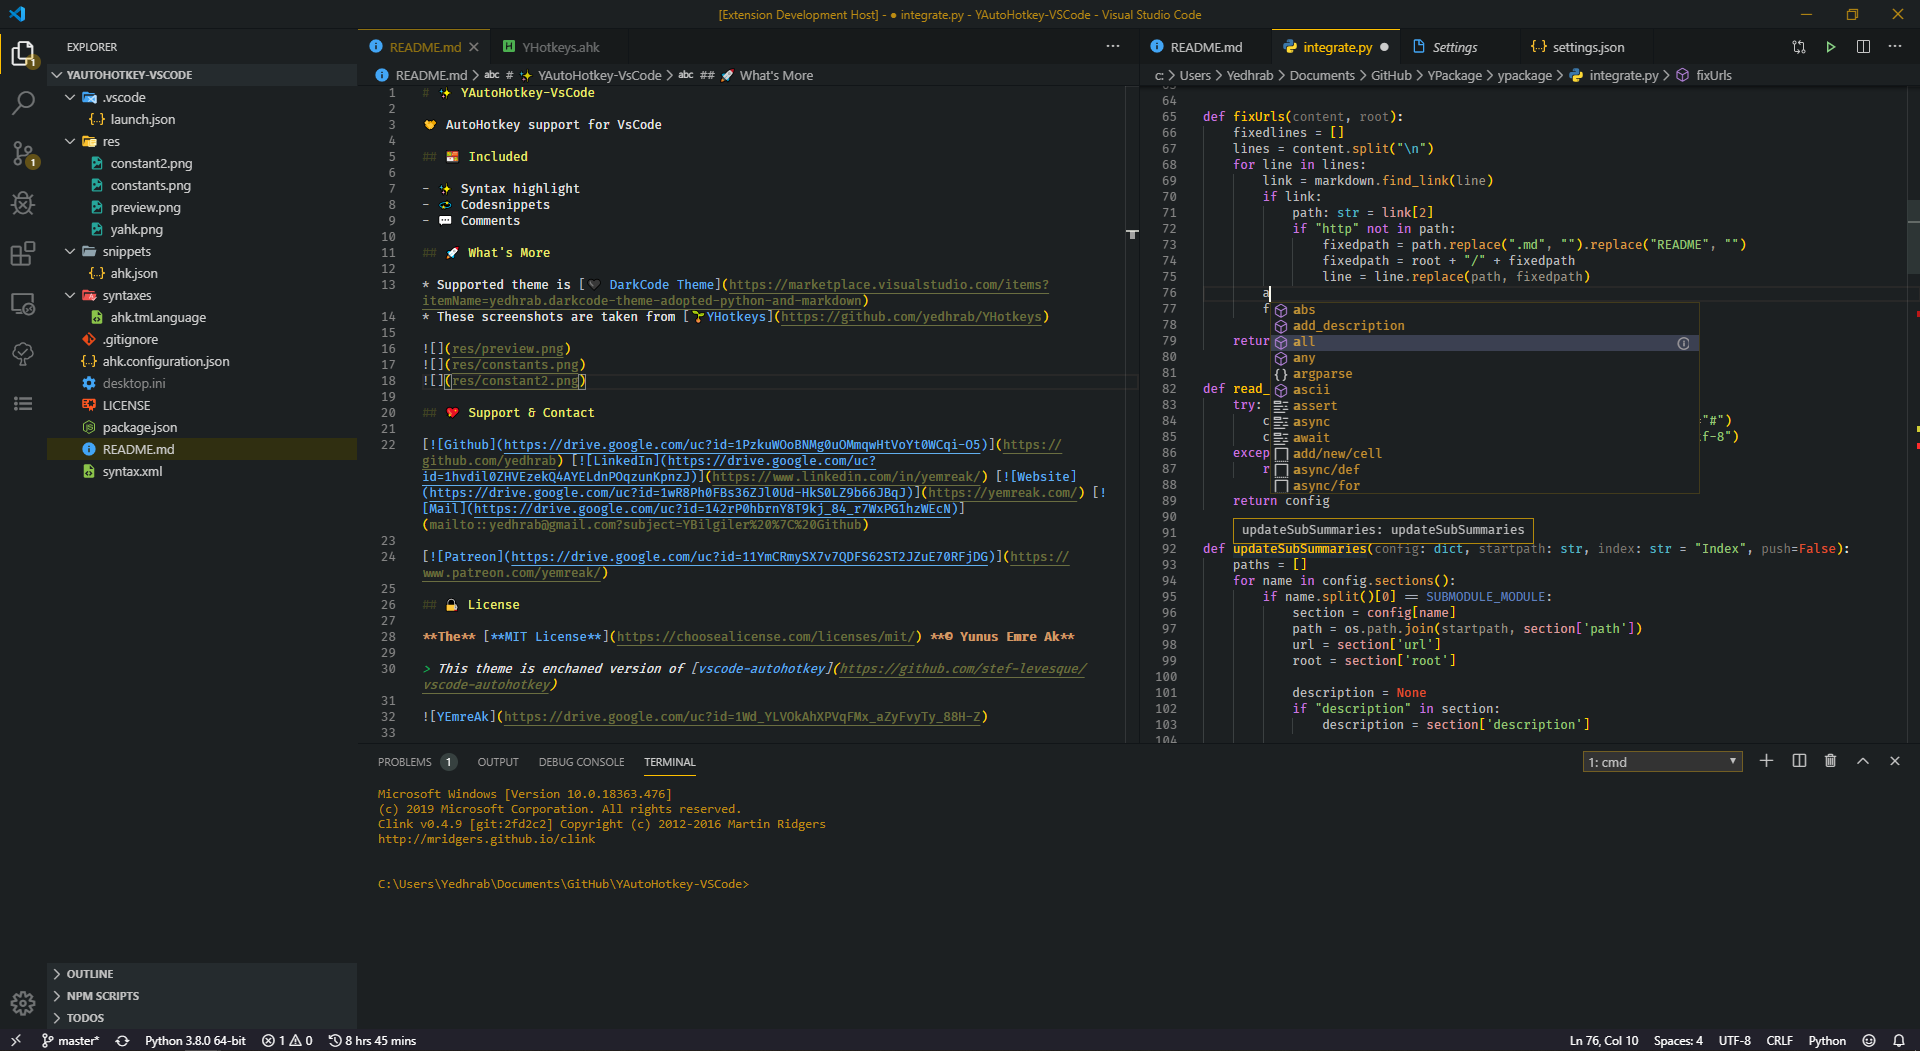 [Extension Development Host] - ● integrate.py - YAutoHotkey-VSCode - Visual Studio Code
EXPLORER
YAUTOHOTKEY-VSCODE
.vscode
launch.json
res
constant2.png
constants.png
preview.png
yahk.png
snippets
ahk.json
syntaxes
ahk.tmLanguage
.gitignore
ahk.configuration.json
desktop.ini
LICENSE
package.json
README.md
syntax.xml
OUTLINE
NPM SCRIPTS
TODOS
README.md
YHotkeys.ahk
README.md > # ✨ YAutoHotkey-VsCode > ## 🚀 What's More
1 # ✨ YAutoHotkey-VsCode
2
3 AutoHotkey support for VsCode
4
5 ## Included
6
7 - ✨ Syntax highlight
8 - Codesnippets
9 - 💬 Comments
10
11 ## 🚀 What's More
12
13 * Supported theme is [🖤 DarkCode Theme](https://marketplace.visualstudio.com/items?
itemName=yedhrab.darkcode-theme-adopted-python-and-markdown)
14 * These screenshots are taken from [🌱YHotkeys](https://github.com/yedhrab/YHotkeys)
15
16 ![](res/preview.png)
17 ![](res/constants.png)
18 ![](res/constant2.png)
19
20 ## 💖 Support & Contact
21
22 [![Github](https://drive.google.com/uc?id=1PzkuWOoBNMg0uOMmqwHtVoYt0WCqi-O5)](https://
github.com/yedhrab) [![LinkedIn](https://drive.google.com/uc?
id=1hvdil0ZHVEzekQ4AYELdnPOqzunKpnzJ)](https://www.linkedin.com/in/yemreak/) [![Website]
(https://drive.google.com/uc?id=1wR8Ph0FBs36ZJl0Ud-HkS0LZ9b66JBqJ)](https://yemreak.com/) [!
[Mail](https://drive.google.com/uc?id=142rP0hbrnY8T9kj_84_r7WxPG1hzWEcN)]
(mailto::yedhrab@gmail.com?subject=YBilgiler%20%7C%20Github)
23
24 [![Patreon](https://drive.google.com/uc?id=11YmCRmySX7v7QDFS62ST2JZuE70RFjDG)](https://
www.patreon.com/yemreak/)
25
26 ## 🔏 License
27
28 **The** [**MIT License**](https://choosealicense.com/licenses/mit/) **© Yunus Emre Ak**
29
30 > This theme is enchaned version of [vscode-autohotkey](https://github.com/stef-levesque/
vscode-autohotkey)
31
32 ![YEmreAk](https://drive.google.com/uc?id=1Wd_YLVOkAhXPVqFMx_aZyFvyTy_88H-Z)
33
README.md
integrate.py ●
Settings
settings.json
c: > Users > Yedhrab > Documents > GitHub > YPackage > ypackage > integrate.py > fixUrls
64
65 def fixUrls(content, root):
66 fixedlines = []
67 lines = content.split("\n")
68 for line in lines:
69 link = markdown.find_link(line)
70 if link:
71 path: str = link[2]
72 if "http" not in path:
73 fixedpath = path.replace(".md", "").replace("README", "")
74 fixedpath = root + "/" + fixedpath
75 line = line.replace(path, fixedpath)
76 a
77 f
78
79 retur
80
81
82 def read_
83 try:
84 c "#")
85 c f-8")
86 excep
87 r
88
89 return config
90
91
92 def updateSubSummaries(config: dict, startpath: str, index: str = "Index", push=False):
93 paths = []
94 for name in config.sections():
95 if name.split()[0] == SUBMODULE_MODULE:
96 section = config[name]
97 path = os.path.join(startpath, section['path'])
98 url = section['url']
99 root = section['root']
100
101 description = None
102 if "description" in section:
103 description = section['description']
104
abs
add_description
all
any
argparse
ascii
assert
async
await
add/new/cell
async/def
async/for
updateSubSummaries: updateSubSummaries
PROBLEMS 1 OUTPUT DEBUG CONSOLE TERMINAL
1: cmd
Microsoft Windows [Version 10.0.18363.476]
(c) 2019 Microsoft Corporation. All rights reserved.
Clink v0.4.9 [git:2fd2c2] Copyright (c) 2012-2016 Martin Ridgers
http://mridgers.github.io/clink
C:\Users\Yedhrab\Documents\GitHub\YAutoHotkey-VSCode>
master* Python 3.8.0 64-bit 1 0 8 hrs 45 mins
Ln 76, Col 10 Spaces: 4 UTF-8 CRLF Python